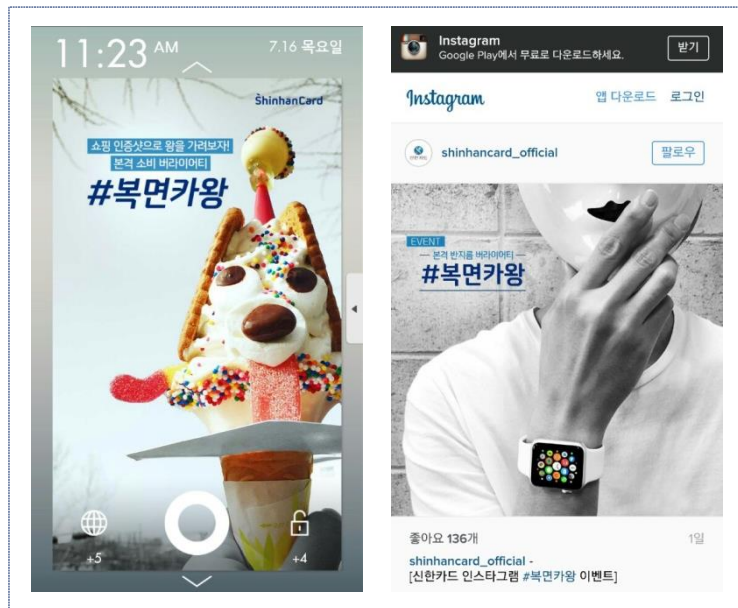 11:23 AM
7.16 목요일
ShinhanCard
쇼핑 인증샷으로 왕을 가려보자!
본격 소비 버라이어티
#복면카왕
+5
+4
Instagram
Google Play에서 무료로 다운로드하세요.
받기
Instagram
앱 다운로드
로그인
shinhancard_official
팔로우
EVENT
본격 반지름 버라이어티
#복면카왕
좋아요 136개
1일
shinhancard_official -
[신한카드 인스타그램 #복면카왕 이벤트]